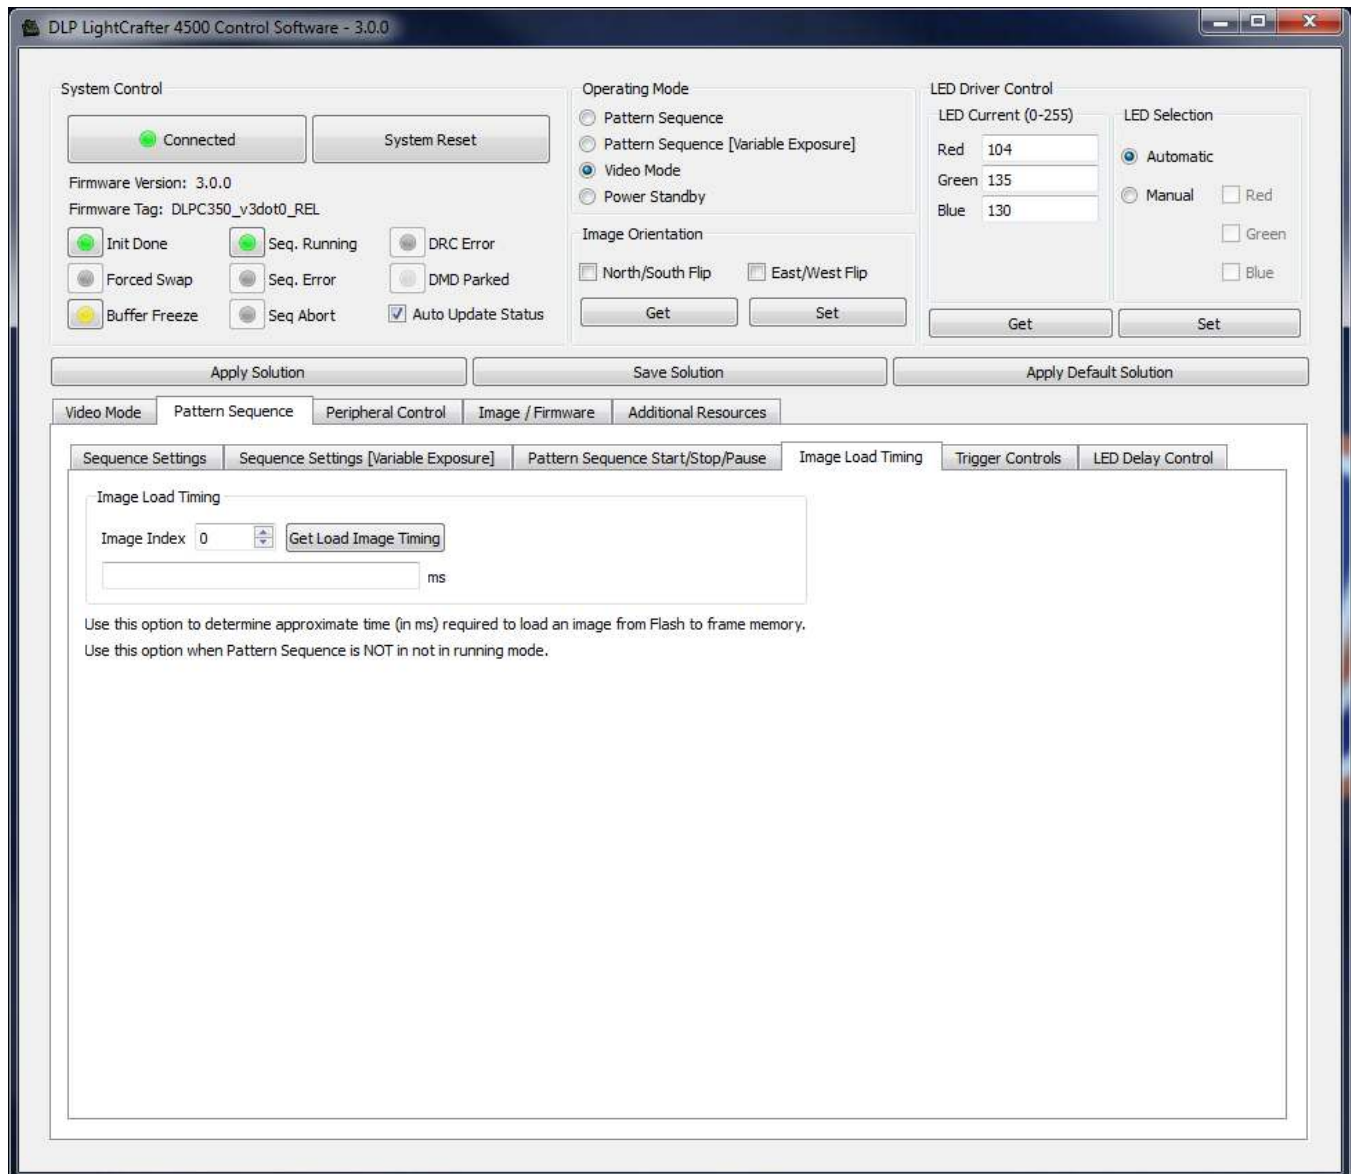 DLP LightCrafter 4500 Control Software - 3.0.0
System Control
Connected
System Reset
Firmware Version: 3.0.0
Firmware Tag: DLPC350_v3dot0_REL
Init Done
Seq. Running
DRC Error
Forced Swap
Seq. Error
DMD Parked
Buffer Freeze
Seq Abort
Auto Update Status
Operating Mode
Pattern Sequence
Pattern Sequence [Variable Exposure]
Video Mode
Power Standby
Image Orientation
North/South Flip
East/West Flip
Get
Set
LED Driver Control
LED Current (0-255)
Red 104
Green 135
Blue 130
LED Selection
Automatic
Manual
Red
Green
Blue
Get
Set
Apply Solution
Save Solution
Apply Default Solution
Video Mode
Pattern Sequence
Peripheral Control
Image / Firmware
Additional Resources
Sequence Settings
Sequence Settings [Variable Exposure]
Pattern Sequence Start/Stop/Pause
Image Load Timing
Trigger Controls
LED Delay Control
Image Load Timing
Image Index 0
Get Load Image Timing
ms
Use this option to determine approximate time (in ms) required to load an image from Flash to frame memory.
Use this option when Pattern Sequence is NOT in not in running mode.